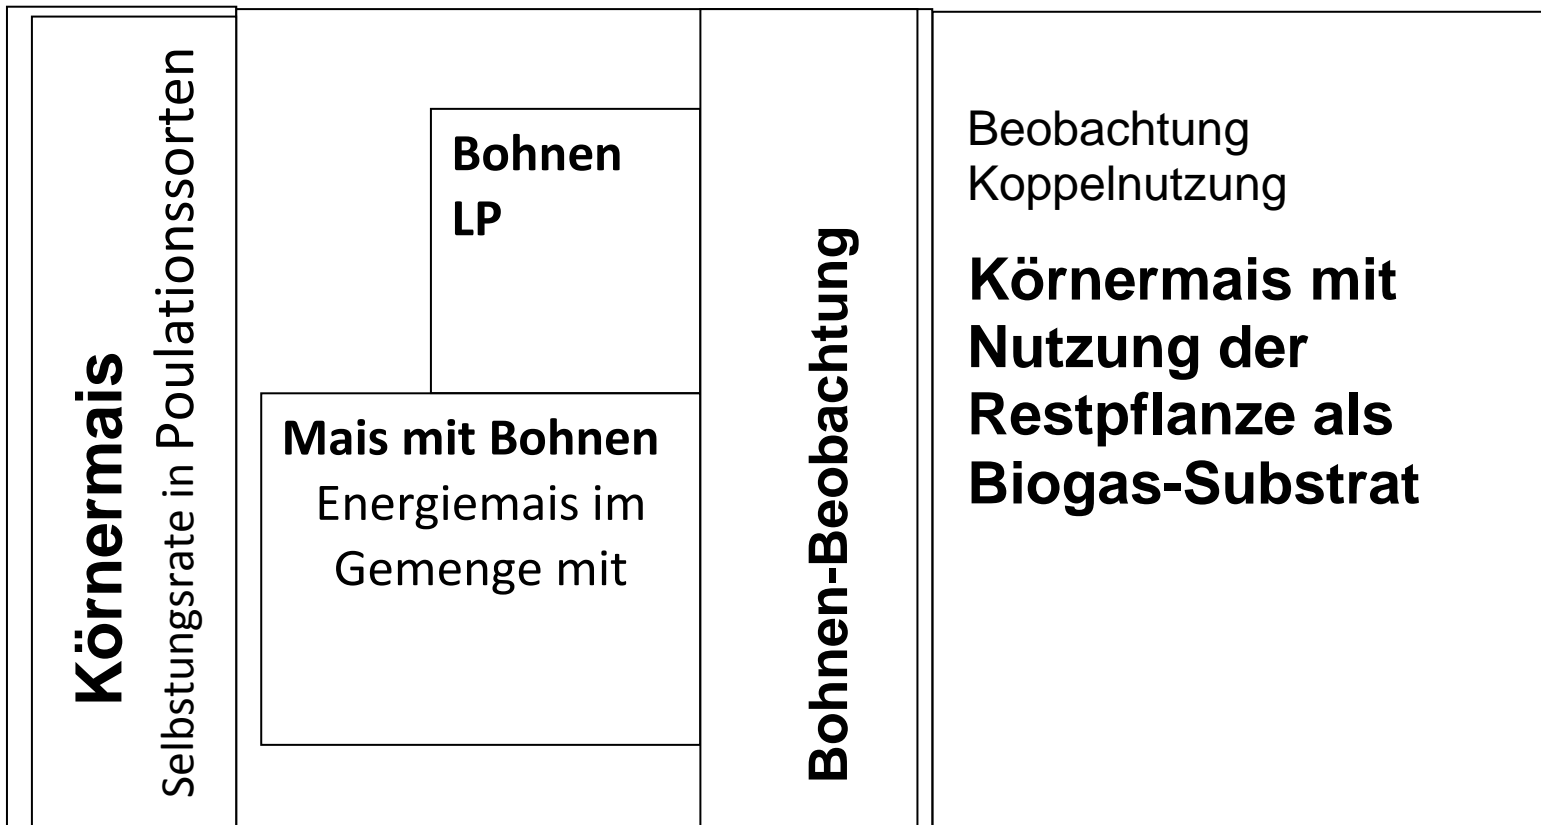 Körnermais
Selbstungsrate in Poulationssorten
Bohnen
LP
Mais mit Bohnen
Energiemais im
Gemenge mit
Bohnen-Beobachtung
Beobachtung
Koppelnutzung
Körnermais mit
Nutzung der
Restpflanze als
Biogas-Substrat